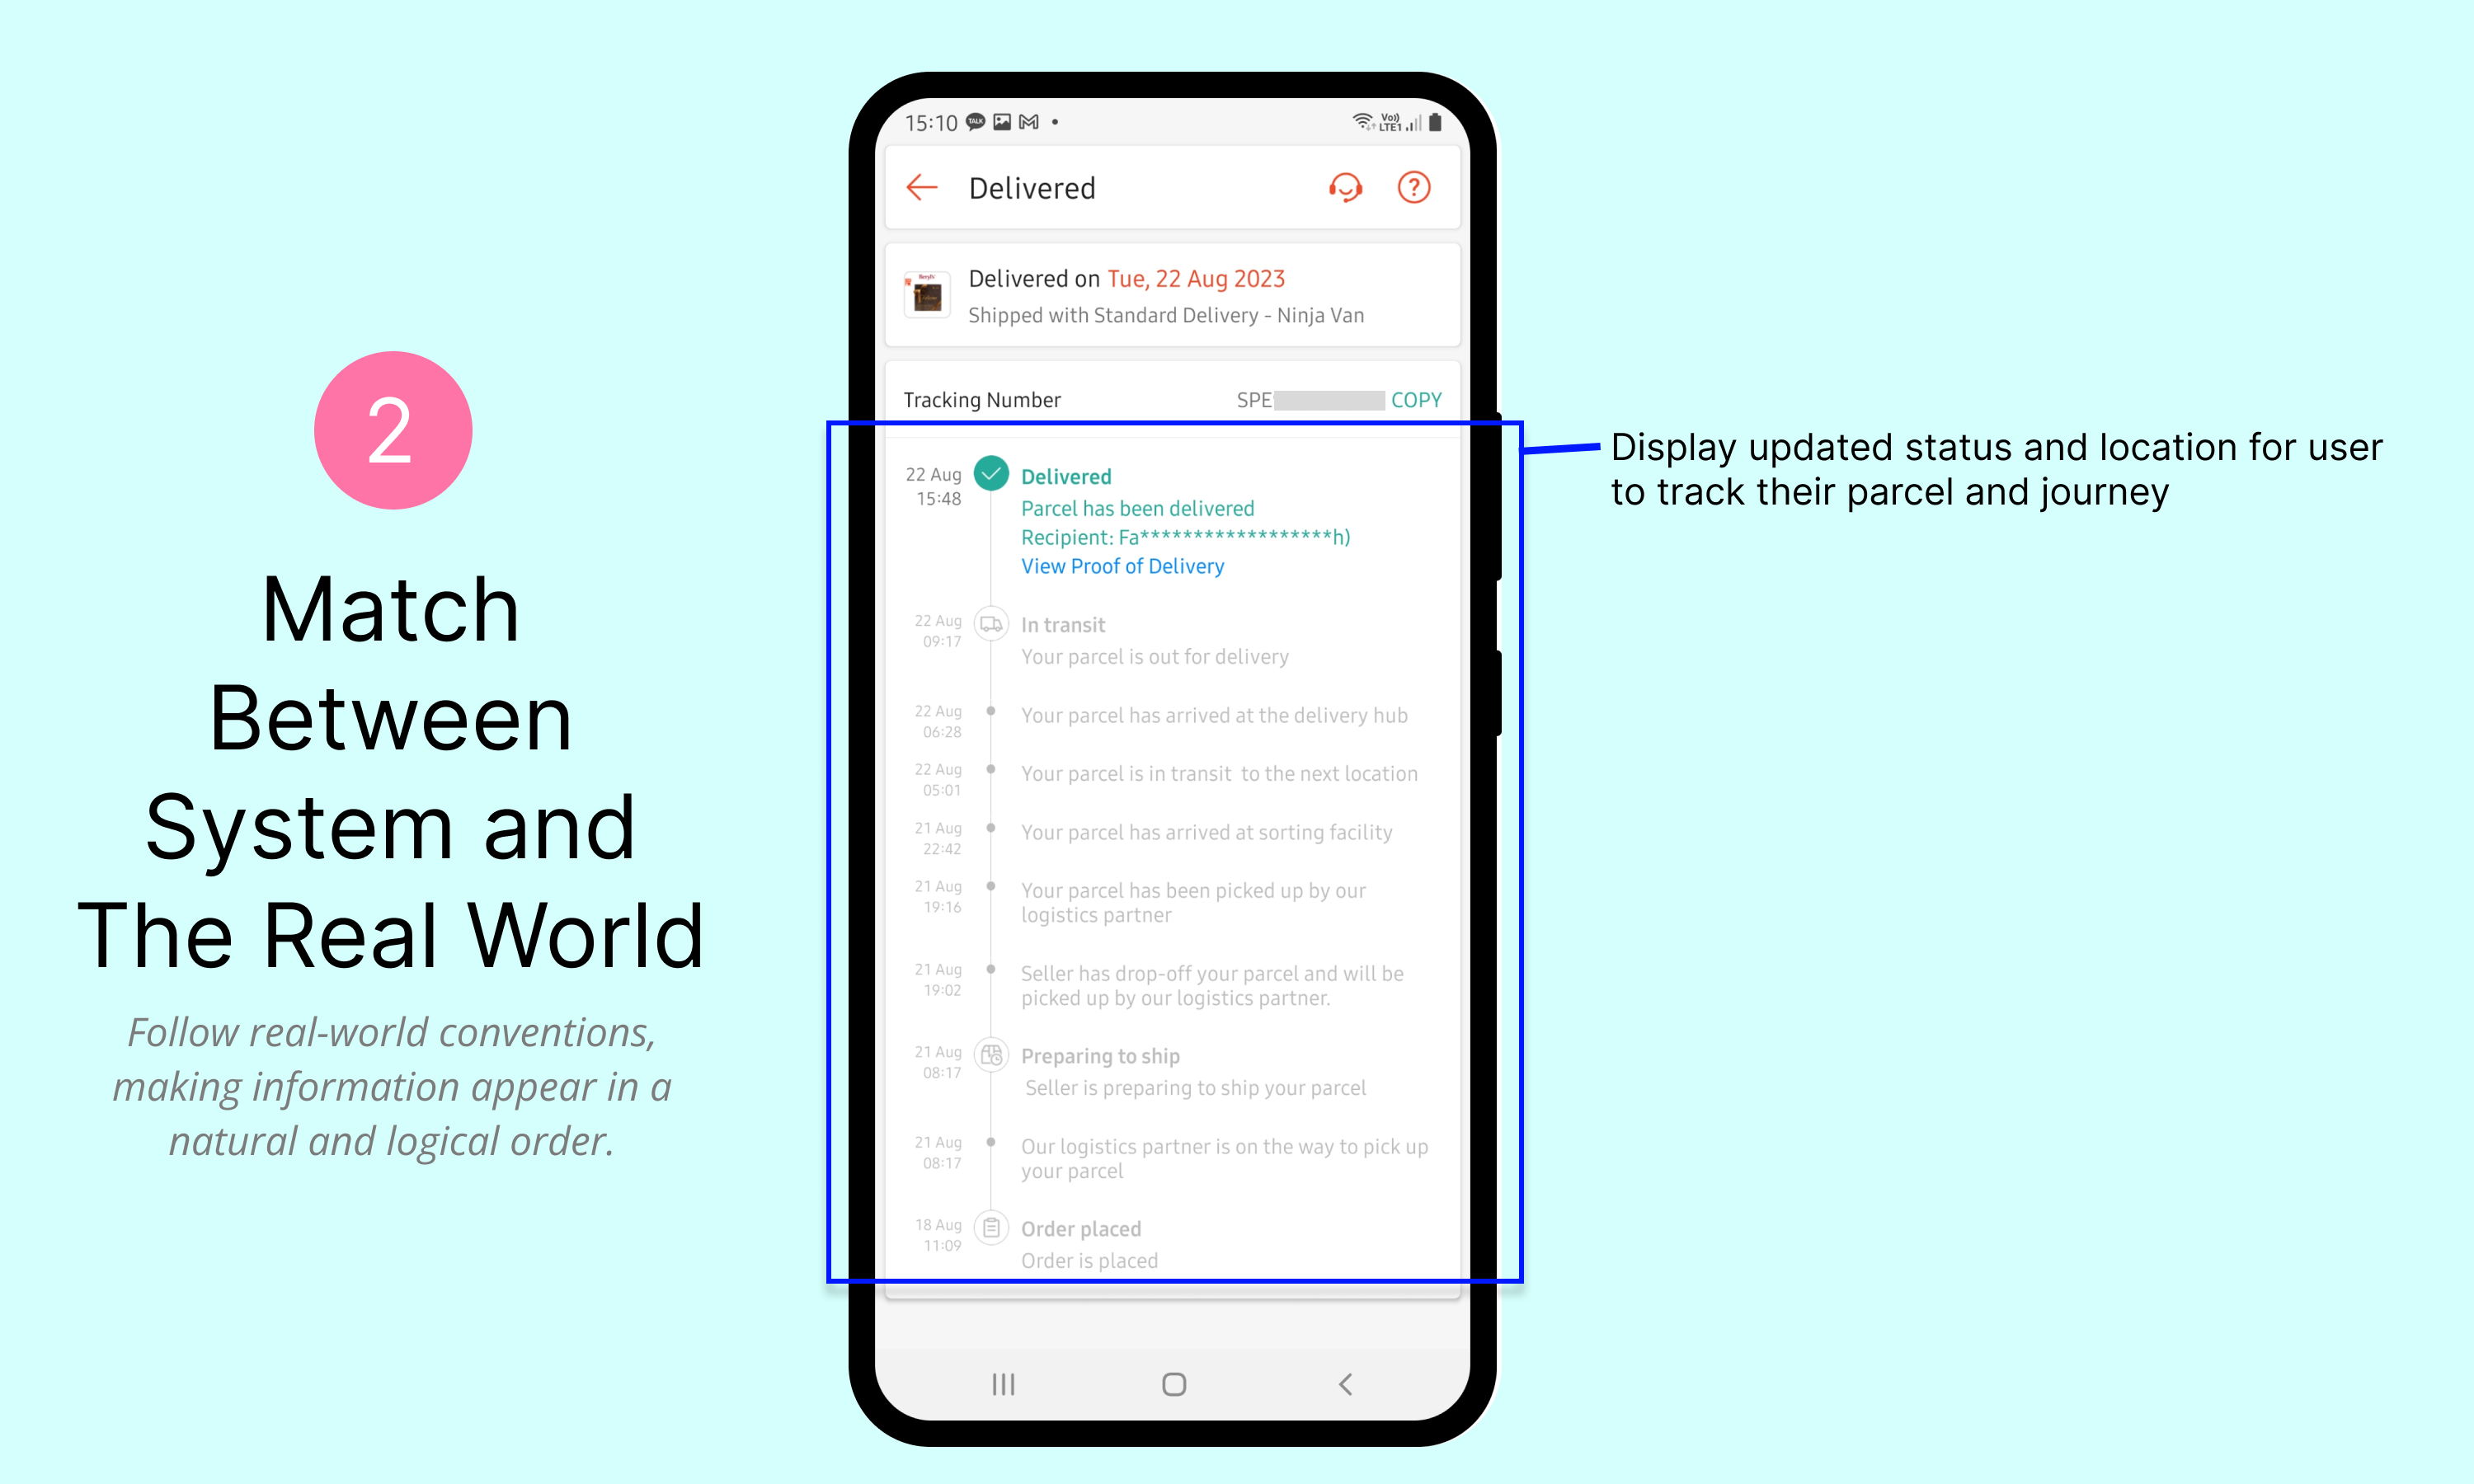 2
Match
Between
System and
The Real World
Follow real-world conventions,
making information appear in a
natural and logical order.
15:10 TALK
Vo))
LTE1
Delivered
?
Delivered on Tue, 22 Aug 2023
Shipped with Standard Delivery - Ninja Van
Tracking Number SPE COPY
22 Aug
15:48
Delivered
Parcel has been delivered
Recipient: Fa******************h)
View Proof of Delivery
22 Aug
09:17
In transit
Your parcel is out for delivery
22 Aug
06:28
Your parcel has arrived at the delivery hub
22 Aug
05:01
Your parcel is in transit  to the next location
21 Aug
22:42
Your parcel has arrived at sorting facility
21 Aug
19:16
Your parcel has been picked up by our
logistics partner
21 Aug
19:02
Seller has drop-off your parcel and will be
picked up by our logistics partner.
21 Aug
08:17
Preparing to ship
Seller is preparing to ship your parcel
21 Aug
08:17
Our logistics partner is on the way to pick up
your parcel
18 Aug
11:09
Order placed
Order is placed
Display updated status and location for user
to track their parcel and journey